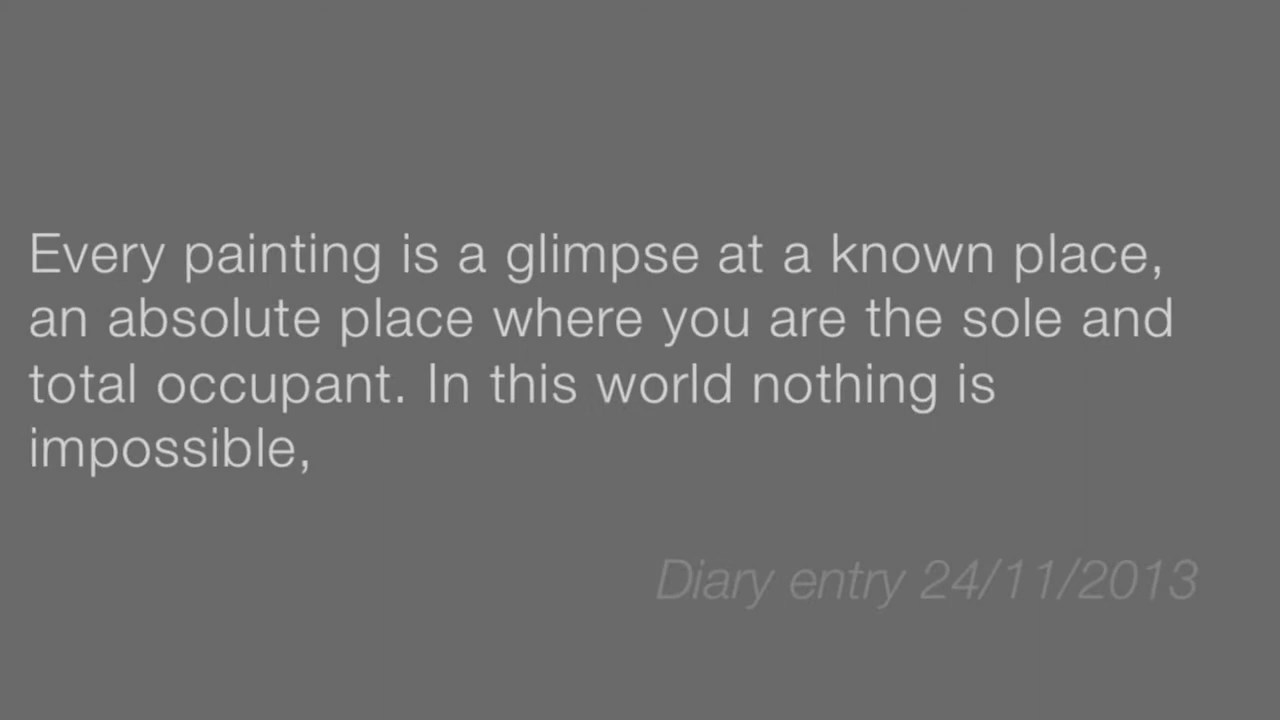 Every painting is a glimpse at a known place,
an absolute place where you are the sole and
total occupant. In this world nothing is
impossible,
Diary entry 24/11/2013